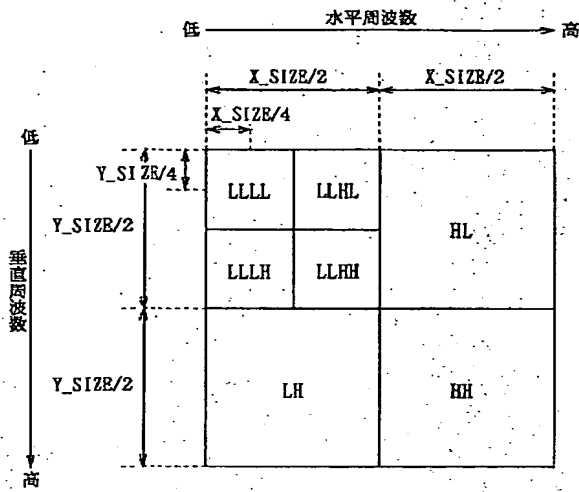 水平周波数
低 高
X_SIZE/2 X_SIZE/2
X_SIZE/4
低
Y_SIZE/4
LLLL LLHL
Y_SIZE/2
HL
LLLH LLHH
垂直周波数
Y_SIZE/2
LH HH
高